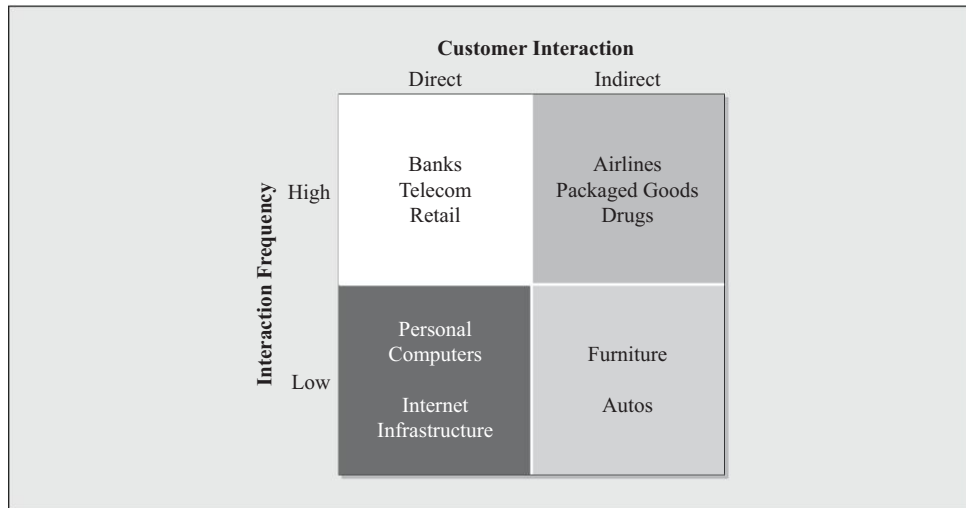 Customer Interaction
Direct Indirect
Interaction Frequency
High
Banks
Telecom
Retail
Airlines
Packaged Goods
Drugs
Low
Personal
Computers
Internet
Infrastructure
Furniture
Autos